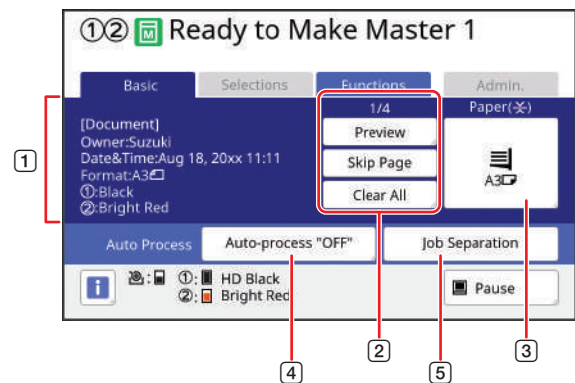 ①② M Ready to Make Master 1
Basic Selections Functions Admin.
1/4 Paper(
)
[Document]
Owner:Suzuki
Date&Time:Aug 18, 20xx 11:11
Format:A3
①:Black
②:Bright Red
Preview
Skip Page
Clear All
A3
1
Auto Process Auto-process "OFF" Job Separation
i : ①: HD Black
②: Bright Red
Pause
2
3
4
5